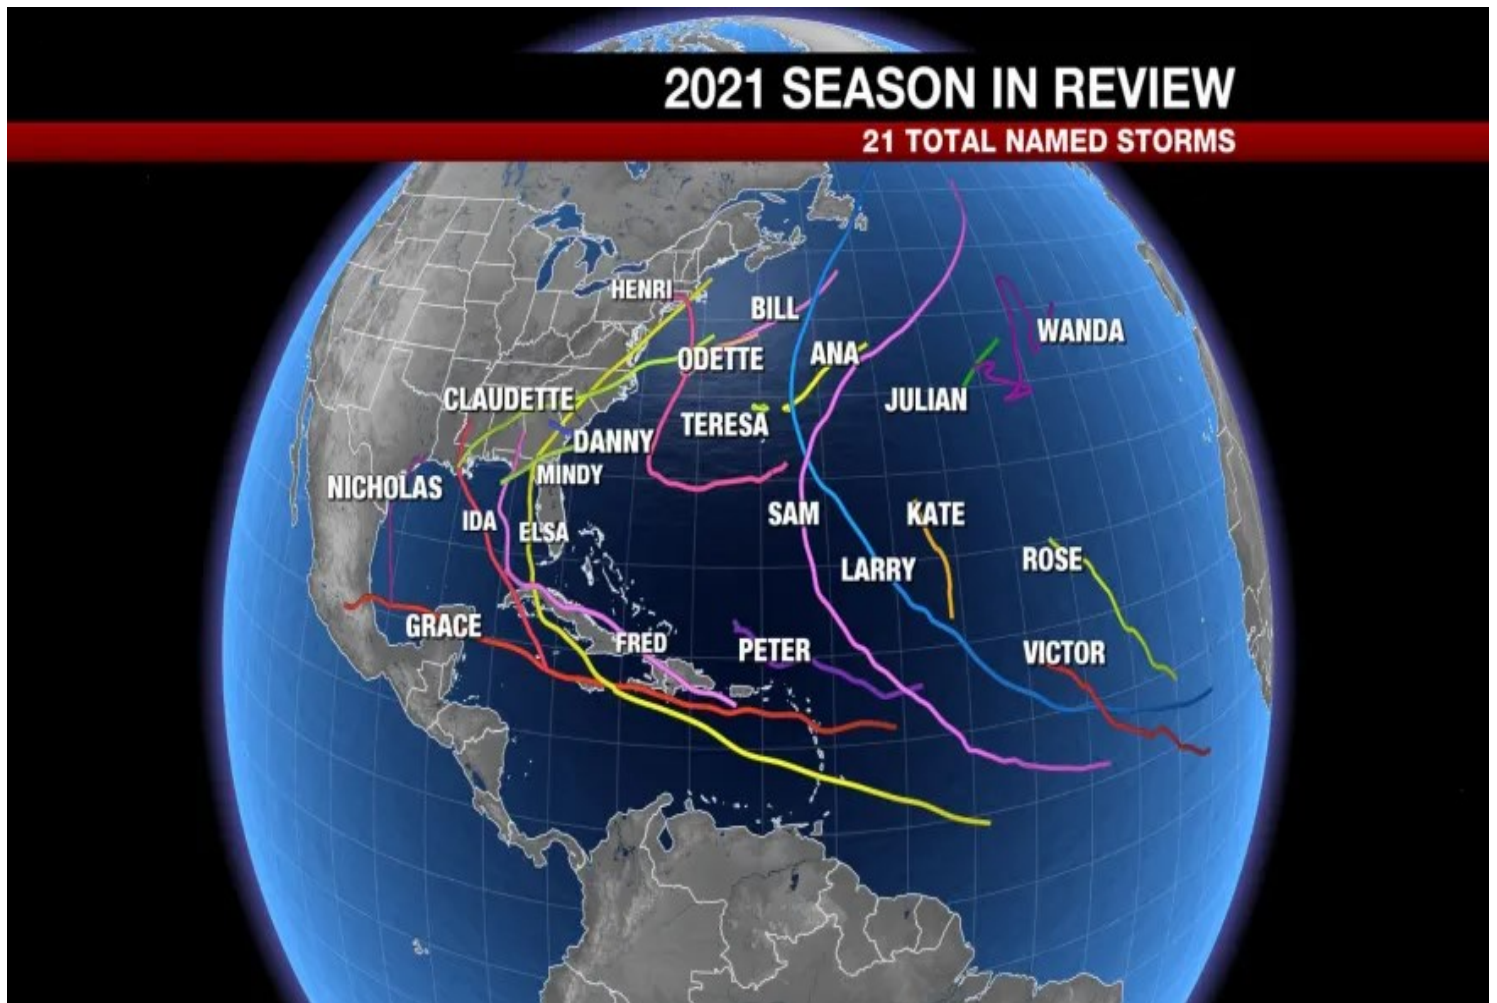 2021 SEASON IN REVIEW
21 TOTAL NAMED STORMS
HENRI
BILL
WANDA
ODETTE
ANA
CLAUDETTE
JULIAN
TERESA
DANNY
MINDY
NICHOLAS
IDA
ELSA
SAM
KATE
LARRY
ROSE
GRACE
FRED
PETER
VICTOR